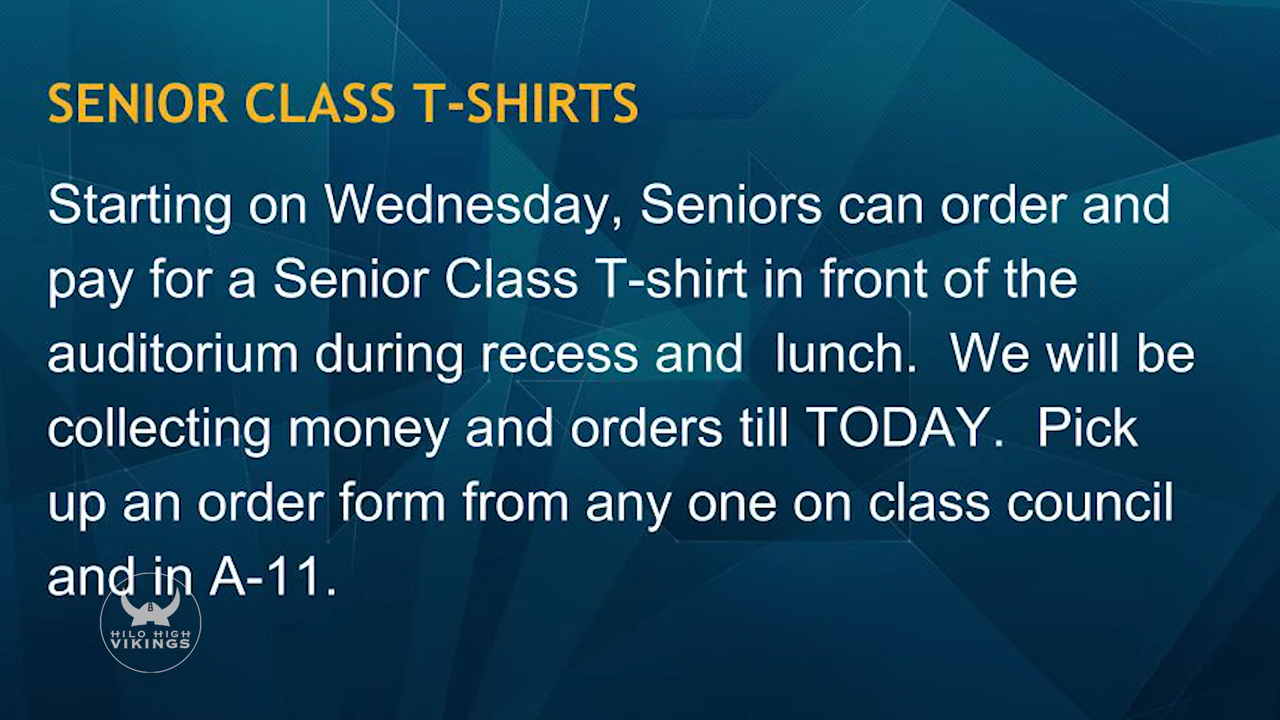 SENIOR CLASS T-SHIRTS
Starting on Wednesday, Seniors can order and
pay for a Senior Class T-shirt in front of the
auditorium during recess and  lunch.  We will be
collecting money and orders till TODAY.  Pick
up an order form from any one on class council
and in A-11.
HILO HIGH
VIKINGS